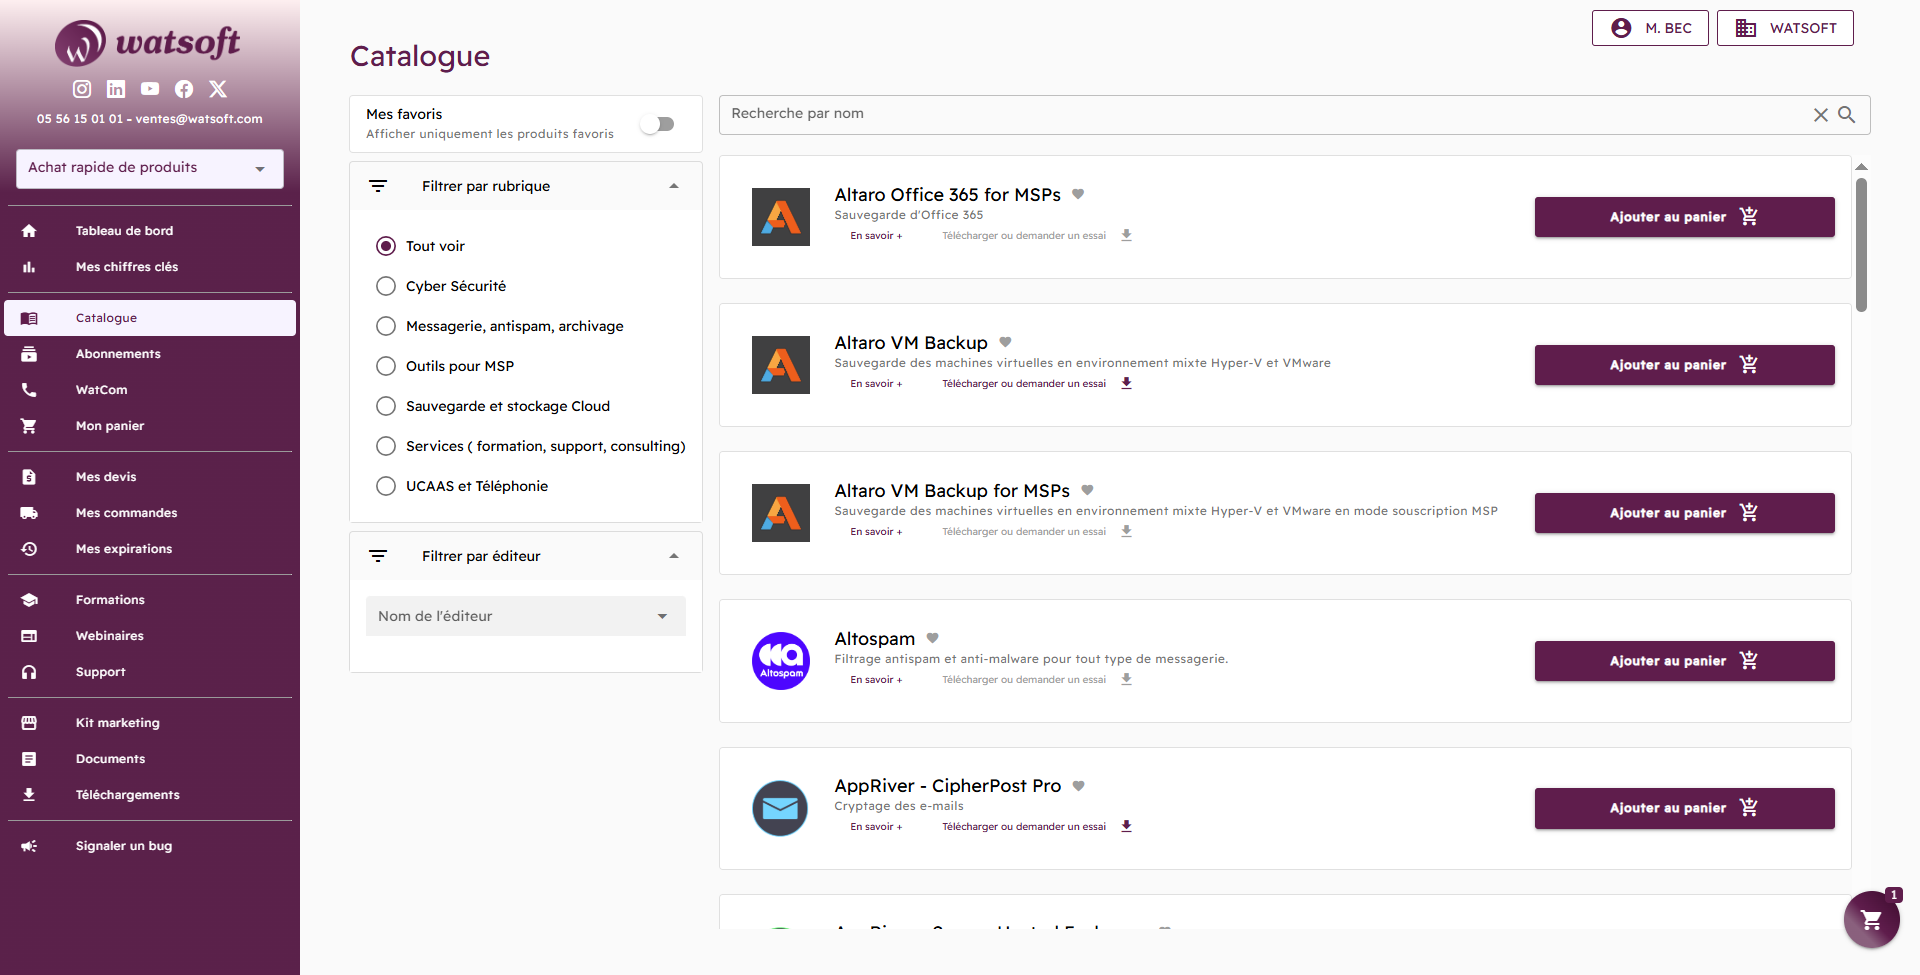 watsoft
05 56 15 01 01 - ventes@watsoft.com
Achat rapide de produits
Tableau de bord
Mes chiffres clés
Catalogue
Abonnements
WatCom
Mon panier
Mes devis
Mes commandes
Mes expirations
Formations
Webinaires
Support
Kit marketing
Documents
Téléchargements
Signaler un bug
M. BEC
WATSOFT
Catalogue
Mes favoris
Afficher uniquement les produits favoris
Filtrer par rubrique
Tout voir
Cyber Sécurité
Messagerie, antispam, archivage
Outils pour MSP
Sauvegarde et stockage Cloud
Services ( formation, support, consulting)
UCAAS et Téléphonie
Filtrer par éditeur
Nom de l'éditeur
Recherche par nom
Altaro Office 365 for MSPs
Sauvegarde d'Office 365
En savoir + Télécharger ou demander un essai
Ajouter au panier
Altaro VM Backup
Sauvegarde des machines virtuelles en environnement mixte Hyper-V et VMware
En savoir + Télécharger ou demander un essai
Ajouter au panier
Altaro VM Backup for MSPs
Sauvegarde des machines virtuelles en environnement mixte Hyper-V et VMware en mode souscription MSP
En savoir + Télécharger ou demander un essai
Ajouter au panier
Altospam
Altospam
Filtrage antispam et anti-malware pour tout type de messagerie.
En savoir + Télécharger ou demander un essai
Ajouter au panier
AppRiver - CipherPost Pro
Cryptage des e-mails
En savoir + Télécharger ou demander un essai
Ajouter au panier
1